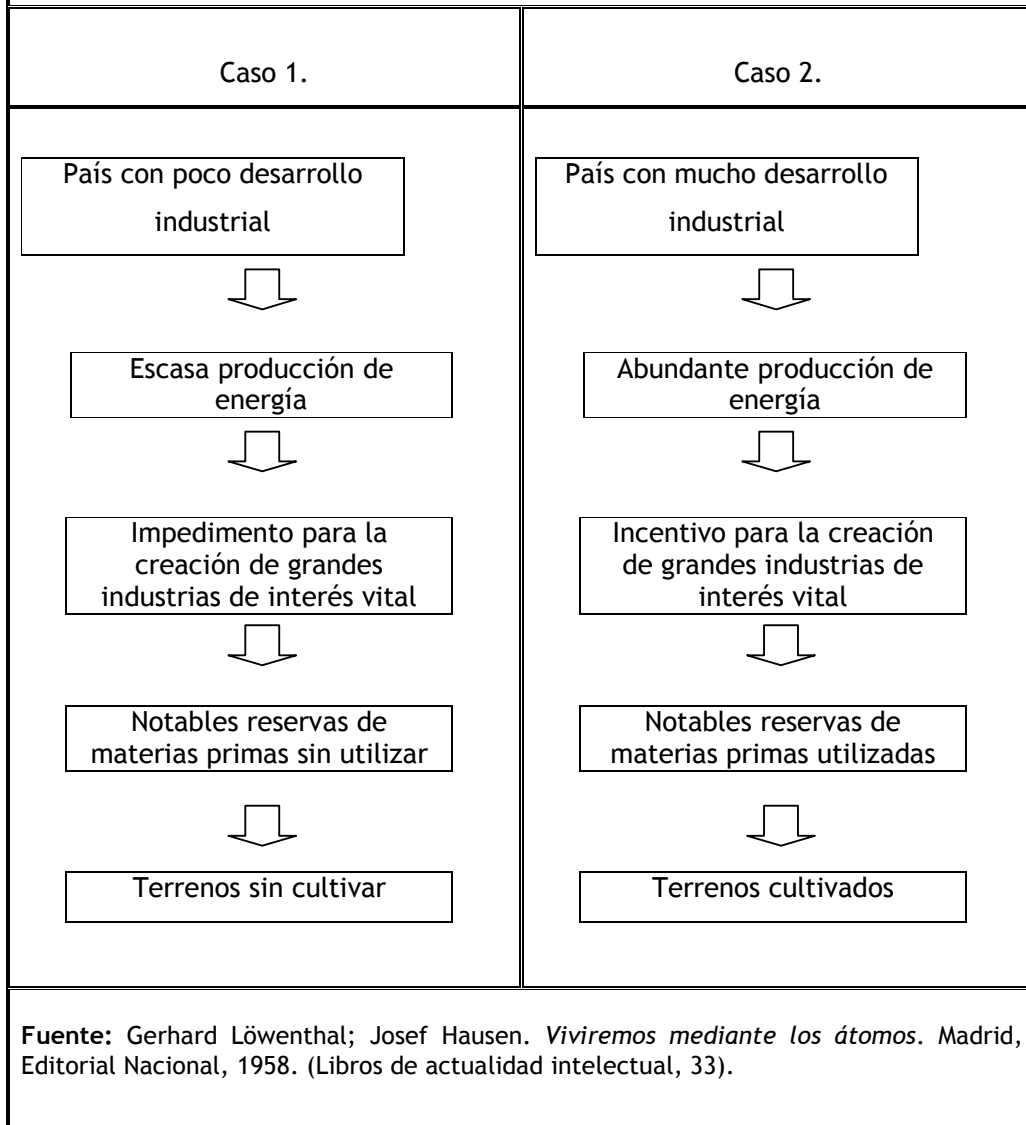 Caso 1.
Caso 2.
País con poco desarrollo
industrial
Escasa producción de
energía
Impedimento para la
creación de grandes
industrias de interés vital
Notables reservas de
materias primas sin utilizar
Terrenos sin cultivar
País con mucho desarrollo
industrial
Abundante producción de
energía
Incentivo para la creación
de grandes industrias de
interés vital
Notables reservas de
materias primas utilizadas
Terrenos cultivados
Fuente: Gerhard Löwenthal; Josef Hausen. Viviremos mediante los átomos. Madrid,
Editorial Nacional, 1958. (Libros de actualidad intelectual, 33).